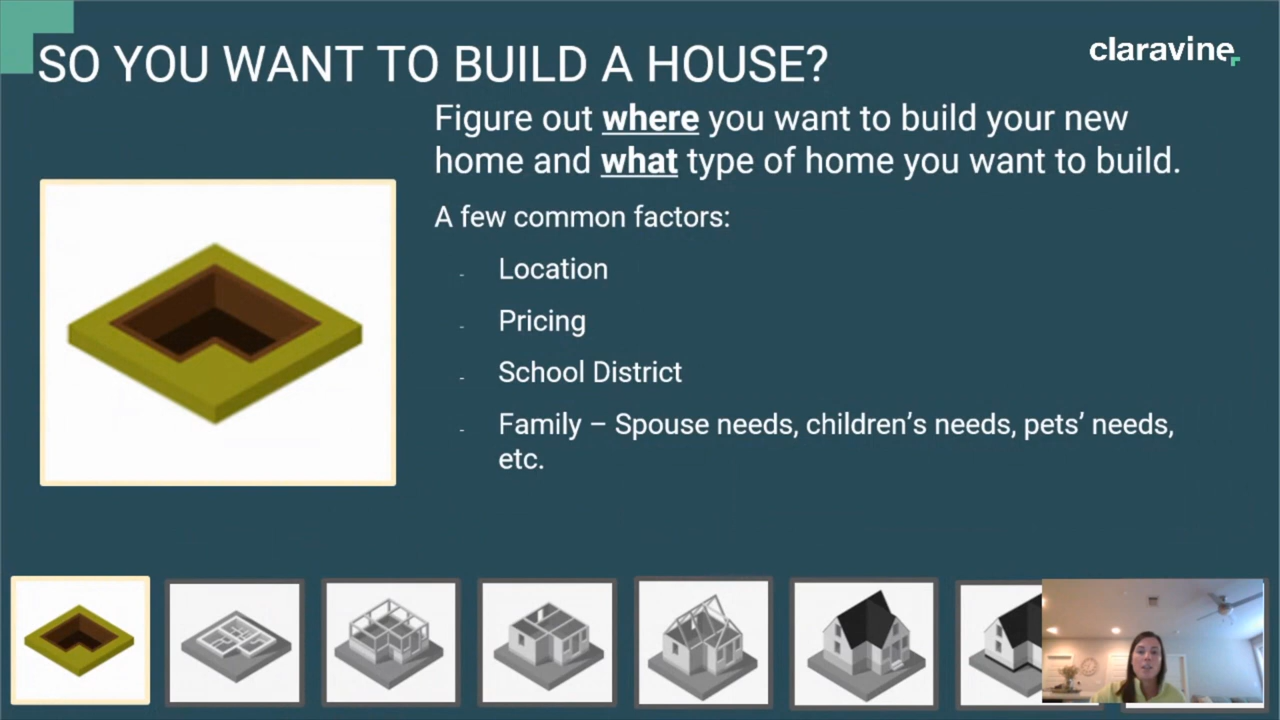 SO YOU WANT TO BUILD A HOUSE?
claravine
Figure out where you want to build your new
home and what type of home you want to build.
A few common factors:
- Location
- Pricing
- School District
- Family – Spouse needs, children’s needs, pets’ needs,
etc.